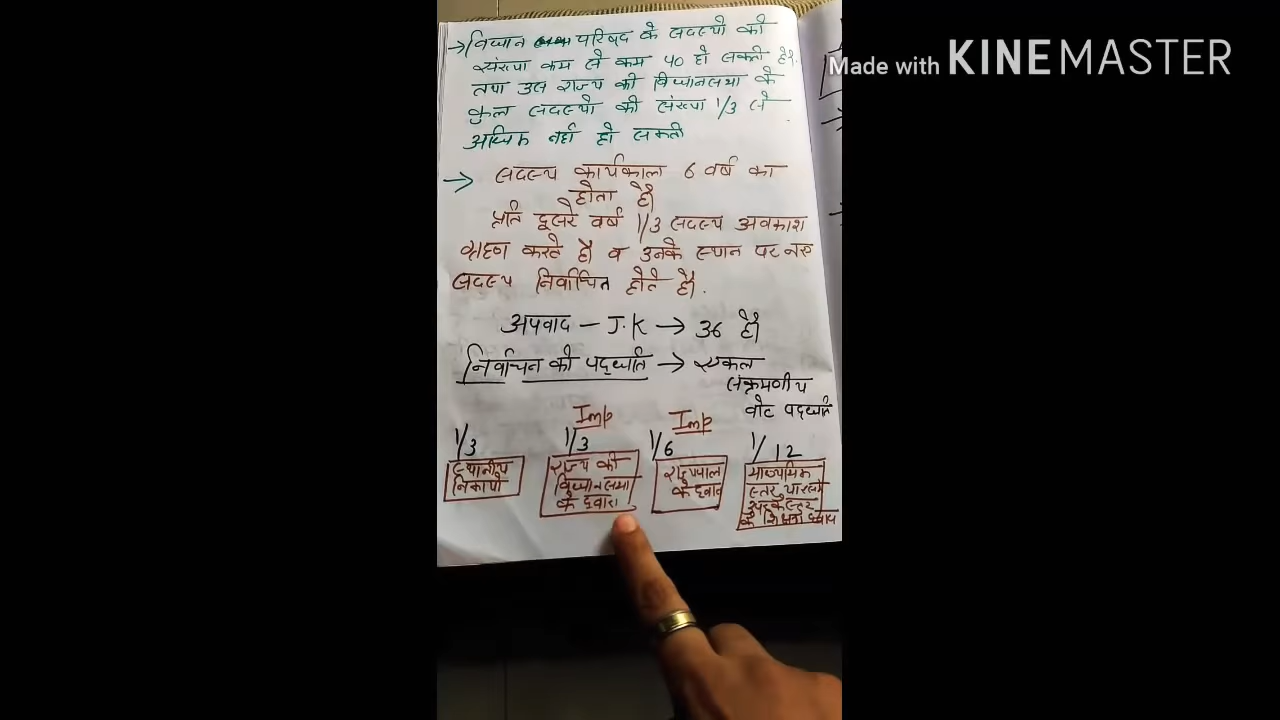 Made with KINEMASTER
→ विधान परिषद के सदस्यो की
संख्या कम से कम 40 हो सकती है।
तथा उस राज्य की विधानसभा के
कुल सदस्यो की संख्या 1/3 से
अधिक नहीं हो सकती
→ सदस्य कार्यकाल 6 वर्ष का
होता है।
प्रति दूसरे वर्ष 1/3 सदस्य अवकाश
ग्रहण करते है। व उनके स्थान पर नए
सदस्य निर्वाचित होते है।
अपवाद – J.K → 36 है।
निर्वाचन की पद्धति → एकल
संक्रमणीय
वोट पद्धति
1/3
स्थानीय
निकायो
Imp
1/3
राज्य की
विधानसभा
के द्वारा
Imp
1/6
राज्यपाल
के द्वारा
1/12
माध्यमिक
स्तर
के शिक्षक द्वारा